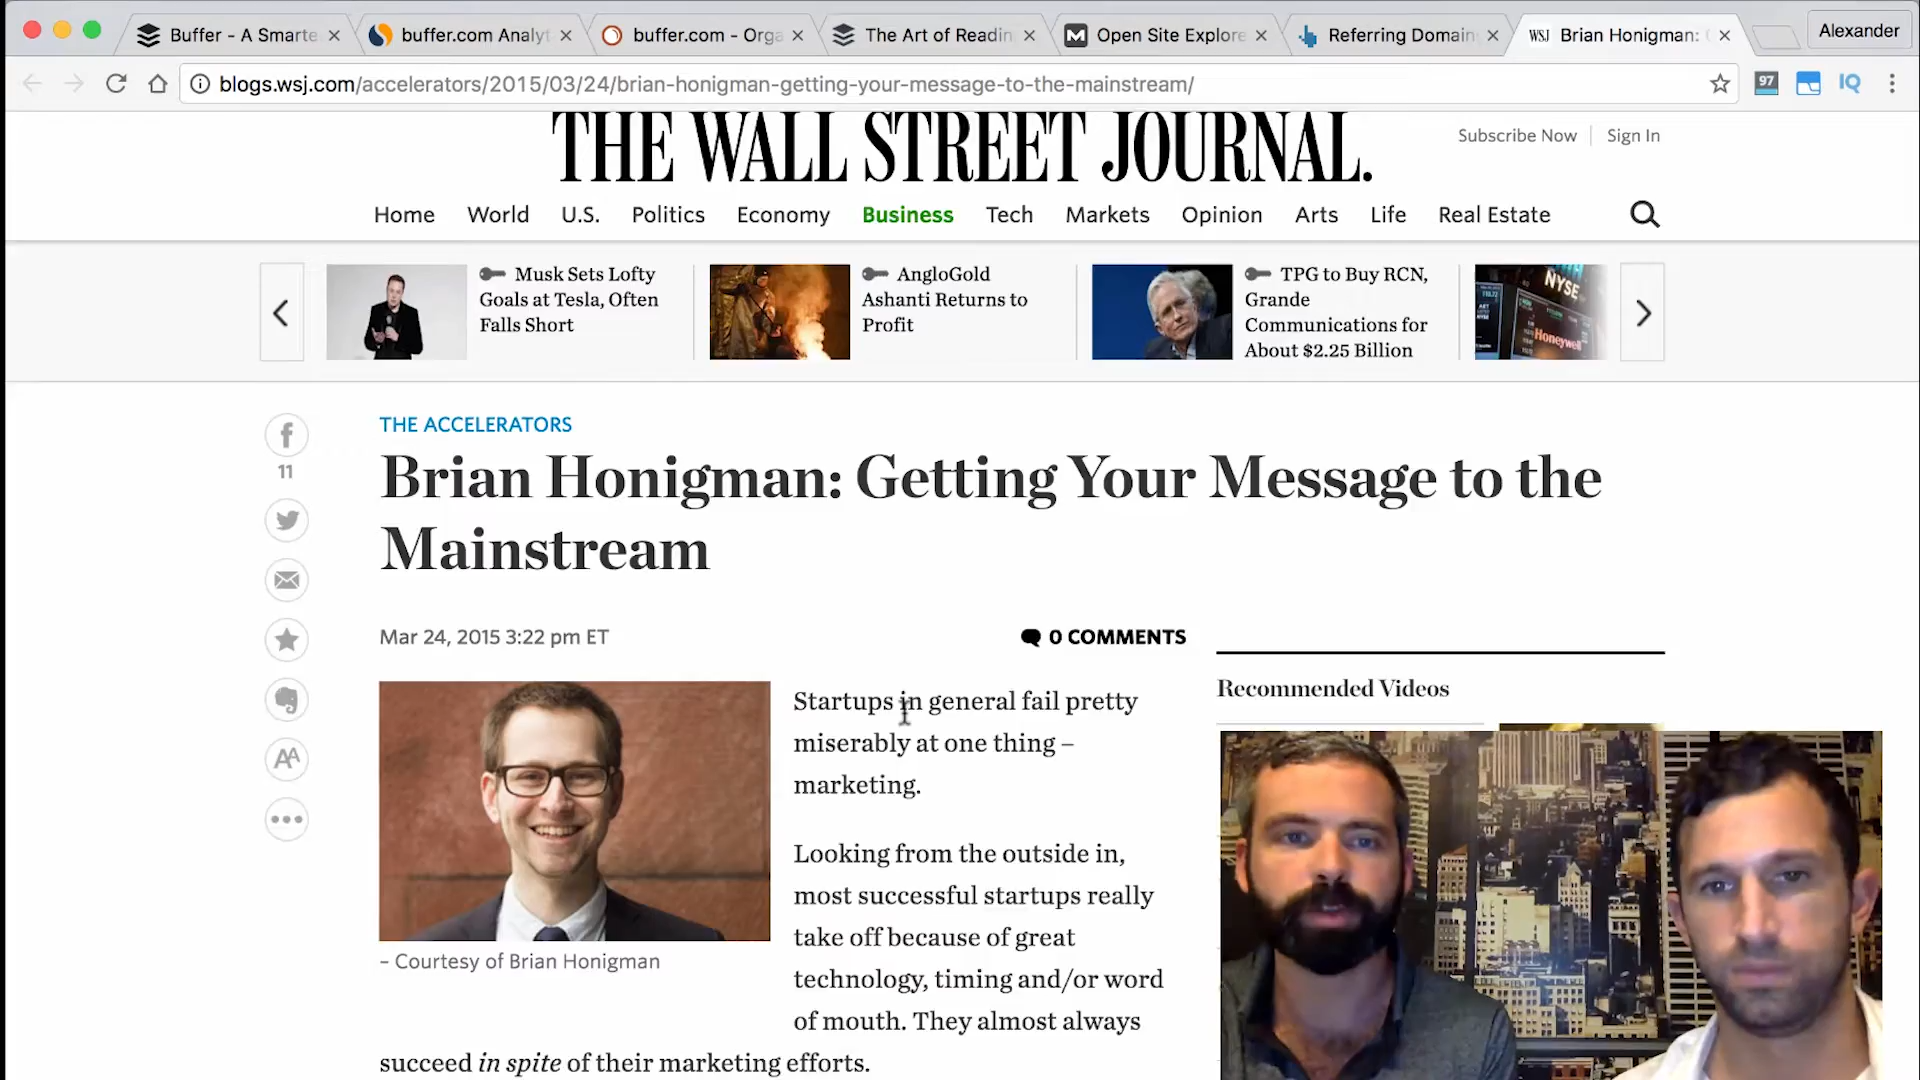 Buffer - A Smarte
buffer.com Analyt
buffer.com - Orga
The Art of Readin
Open Site Explore
Referring Domain
WSJ Brian Honigman:
Alexander
blogs.wsj.com/accelerators/2015/03/24/brian-honigman-getting-your-message-to-the-mainstream/
97
IQ
THE WALL STREET JOURNAL.
Subscribe Now
Sign In
Home World U.S. Politics Economy Business Tech Markets Opinion Arts Life Real Estate
Musk Sets Lofty
Goals at Tesla, Often
Falls Short
AngloGold
Ashanti Returns to
Profit
TPG to Buy RCN,
Grande
Communications for
About $2.25 Billion
NYSE
Honeywell
THE ACCELERATORS
Brian Honigman: Getting Your Message to the
Mainstream
11
AA
Mar 24, 2015 3:22 pm ET
0 COMMENTS
– Courtesy of Brian Honigman
Startups in general fail pretty
miserably at one thing –
marketing.
Looking from the outside in,
most successful startups really
take off because of great
technology, timing and/or word
of mouth. They almost always
succeed in spite of their marketing efforts.
Recommended Videos